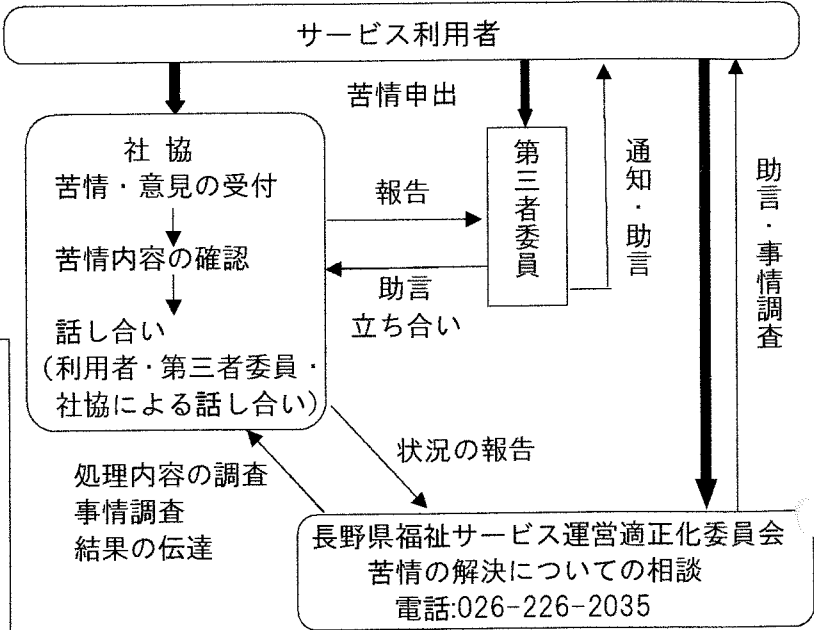 サービス利用者
苦情申出
社 協
苦情・意見の受付
苦情内容の確認
話し合い
(利用者・第三者委員・
社協による話し合い)
報告
助言
立ち合い
第三者委員
通知・助言
助言・事情調査
状況の報告
処理内容の調査
事情調査
結果の伝達
長野県福祉サービス運営適正化委員会
苦情の解決についての相談
電話:026-226-2035